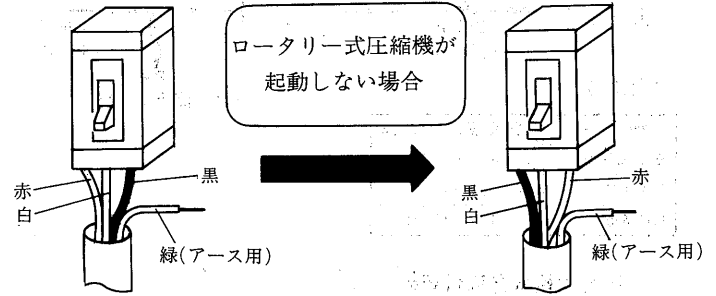 ロータリー式圧縮機が
起動しない場合
赤
白
黒
緑(アース用)
黒
白
赤
緑(アース用)